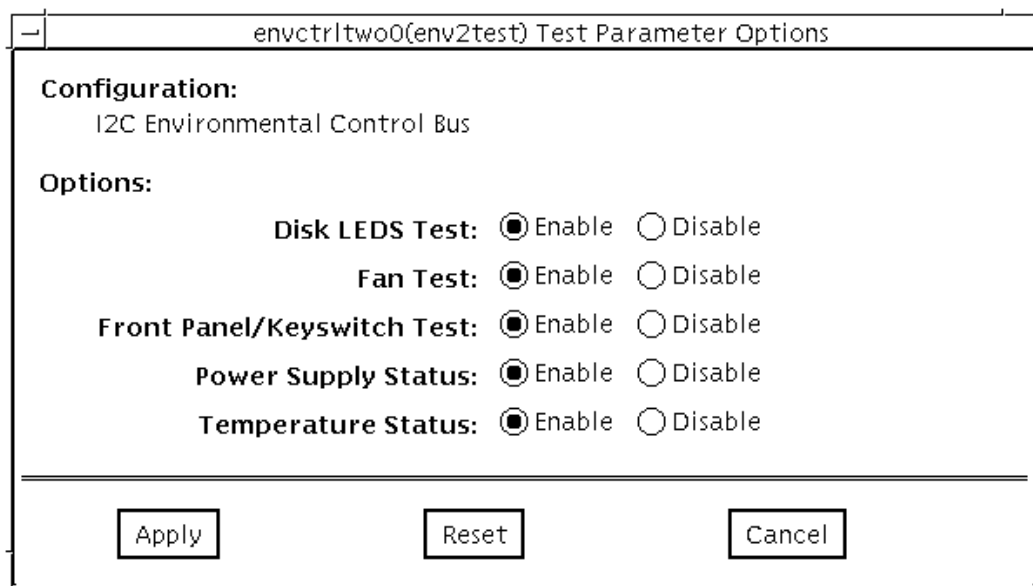 envctrltwo0(env2test) Test Parameter Options
Configuration:
I2C Environmental Control Bus
Options:
Disk LEDS Test: Enable Disable
Fan Test: Enable Disable
Front Panel/Keyswitch Test: Enable Disable
Power Supply Status: Enable Disable
Temperature Status: Enable Disable
Apply Reset Cancel